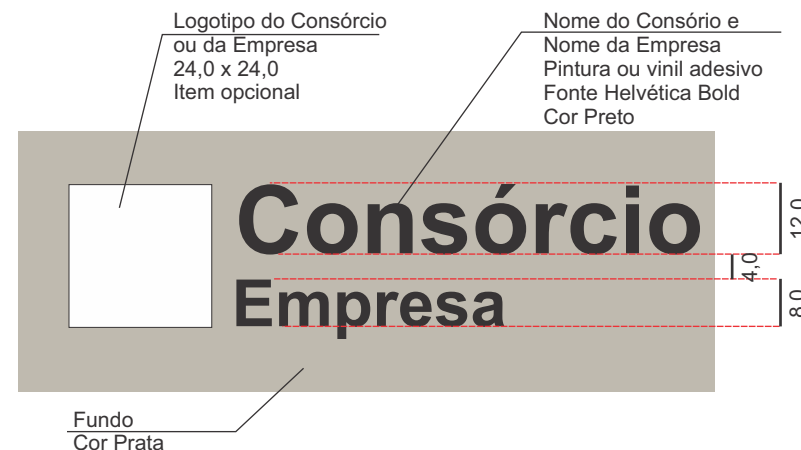 Logotipo do Consórcio
ou da Empresa
24,0 x 24,0
Item opcional
Nome do Consório e
Nome da Empresa
Pintura ou vinil adesivo
Fonte Helvética Bold
Cor Preto
Consórcio
Empresa
12,0
4,0
8,0
Fundo
Cor Prata